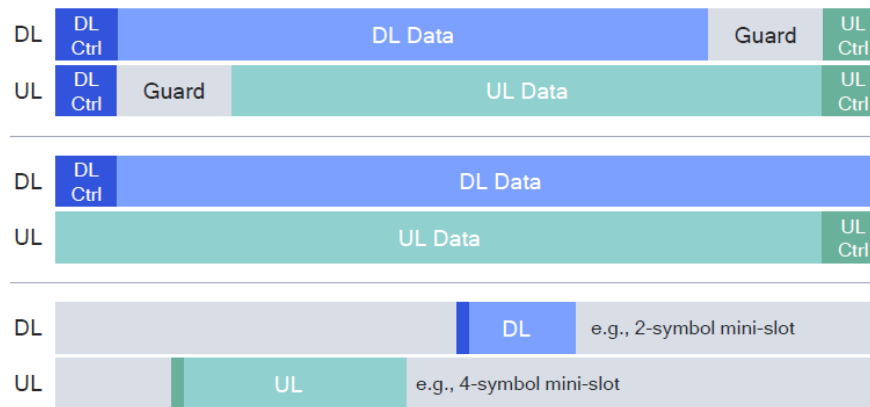 DL
DL
Ctrl
DL Data
Guard
UL
Ctrl
UL
DL
Ctrl
Guard
UL Data
UL
Ctrl
DL
DL
Ctrl
DL Data
UL
UL Data
UL
Ctrl
DL
DL
e.g., 2-symbol mini-slot
UL
UL
e.g., 4-symbol mini-slot